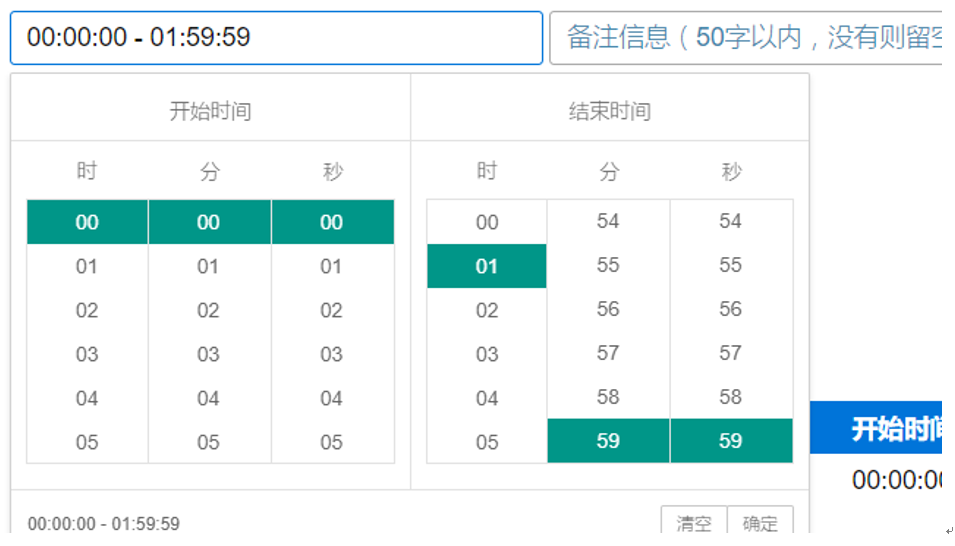 00:00:00 - 01:59:59 备注信息（50字以内，没有则留空
开始时间 结束时间
时 分 秒 时 分 秒
00 00 00 00 54 54
01 01 01 01 55 55
02 02 02 02 56 56
03 03 03 03 57 57
04 04 04 04 58 58
05 05 05 05 59 59
开始时间
00:00:00
00:00:00 - 01:59:59 清空 确定